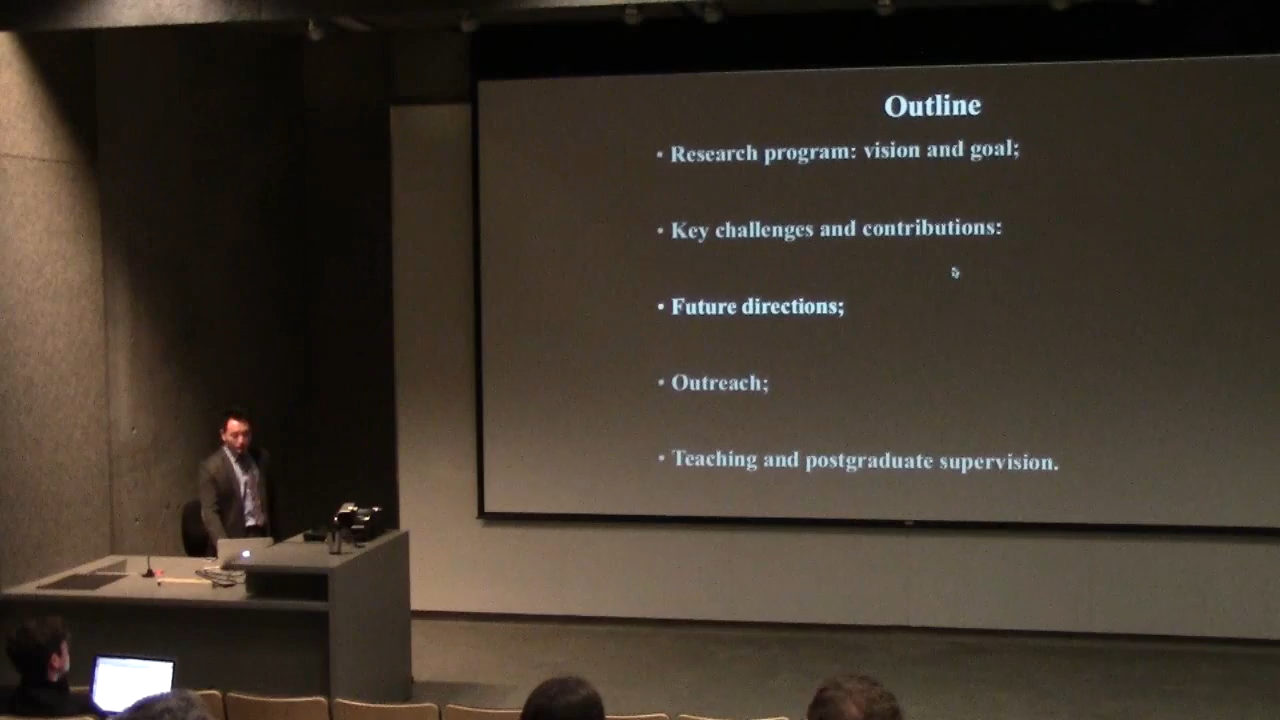 Outline
• Research program: vision and goal;
• Key challenges and contributions:
• Future directions;
• Outreach;
• Teaching and postgraduate supervision.